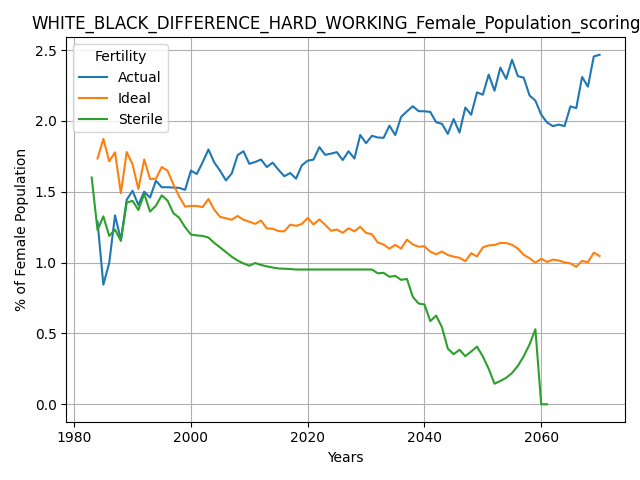 WHITE_BLACK_DIFFERENCE_HARD_WORKING_Female_Population_scoring
Fertility
Actual
Ideal
Sterile
% of Female Population
2.5
2.0
1.5
1.0
0.5
0.0
1980 2000 2020 2040 2060
Years